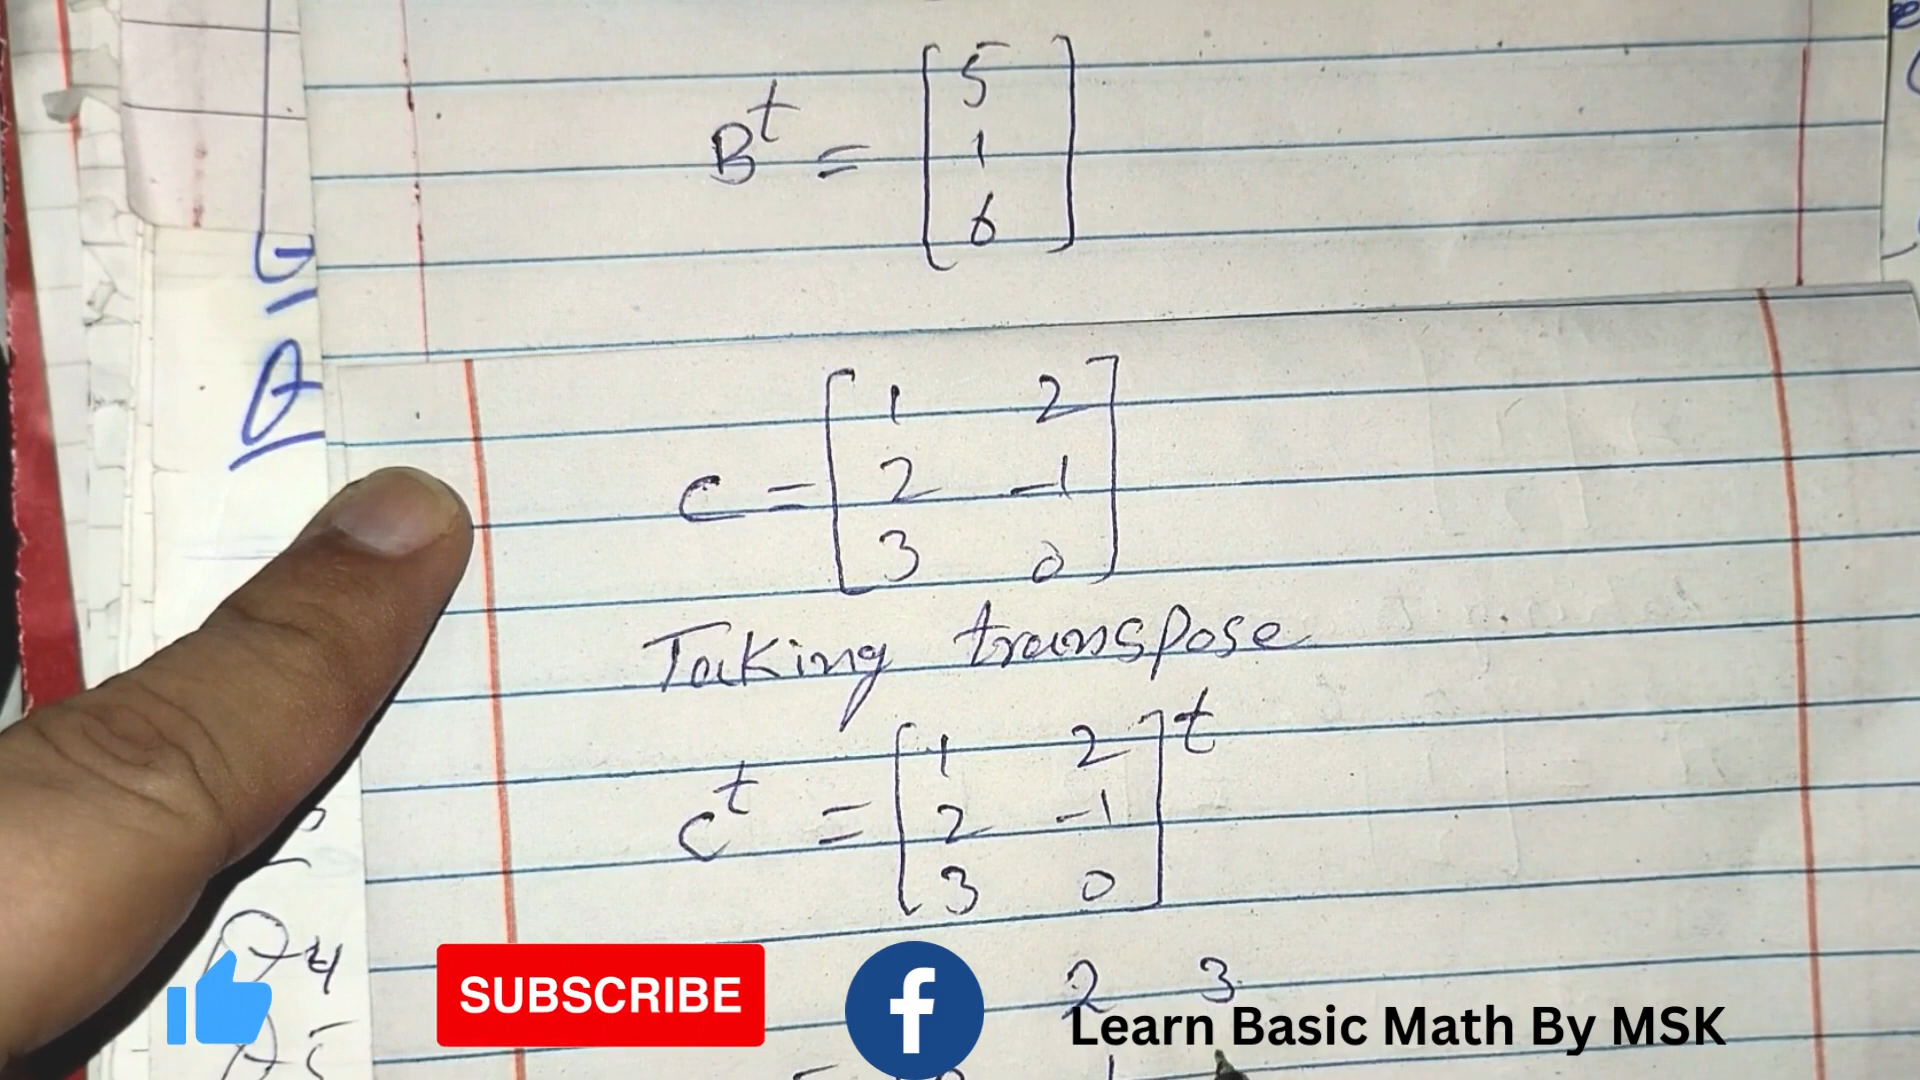 B^t = [5
1
6]
C = [1 2
2 -1
3 0]
Taking transpose
C^t = [1 2
2 -1
3 0]^t
2 3
SUBSCRIBE
f
Learn Basic Math By MSK